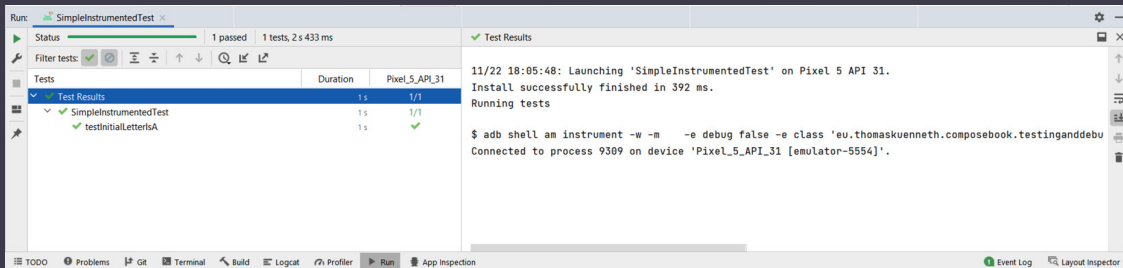 Run: SimpleInstrumentedTest
Status 1 passed 1 tests, 2 s 433 ms
Filter tests:
Tests Duration Pixel_5_API_31
Test Results 1 s 1/1
SimpleInstrumentedTest 1 s 1/1
testInitialLetterIsA 1 s
Test Results
11/22 18:05:48: Launching 'SimpleInstrumentedTest' on Pixel 5 API 31.
Install successfully finished in 392 ms.
Running tests
$ adb shell am instrument -w -m    -e debug false -e class 'eu.thomaskuenneth.composebook.testinganddebu
Connected to process 9309 on device 'Pixel_5_API_31 [emulator-5554]'.
TODO Problems Git Terminal Build Logcat Profiler Run App Inspection 1 Event Log Layout Inspector